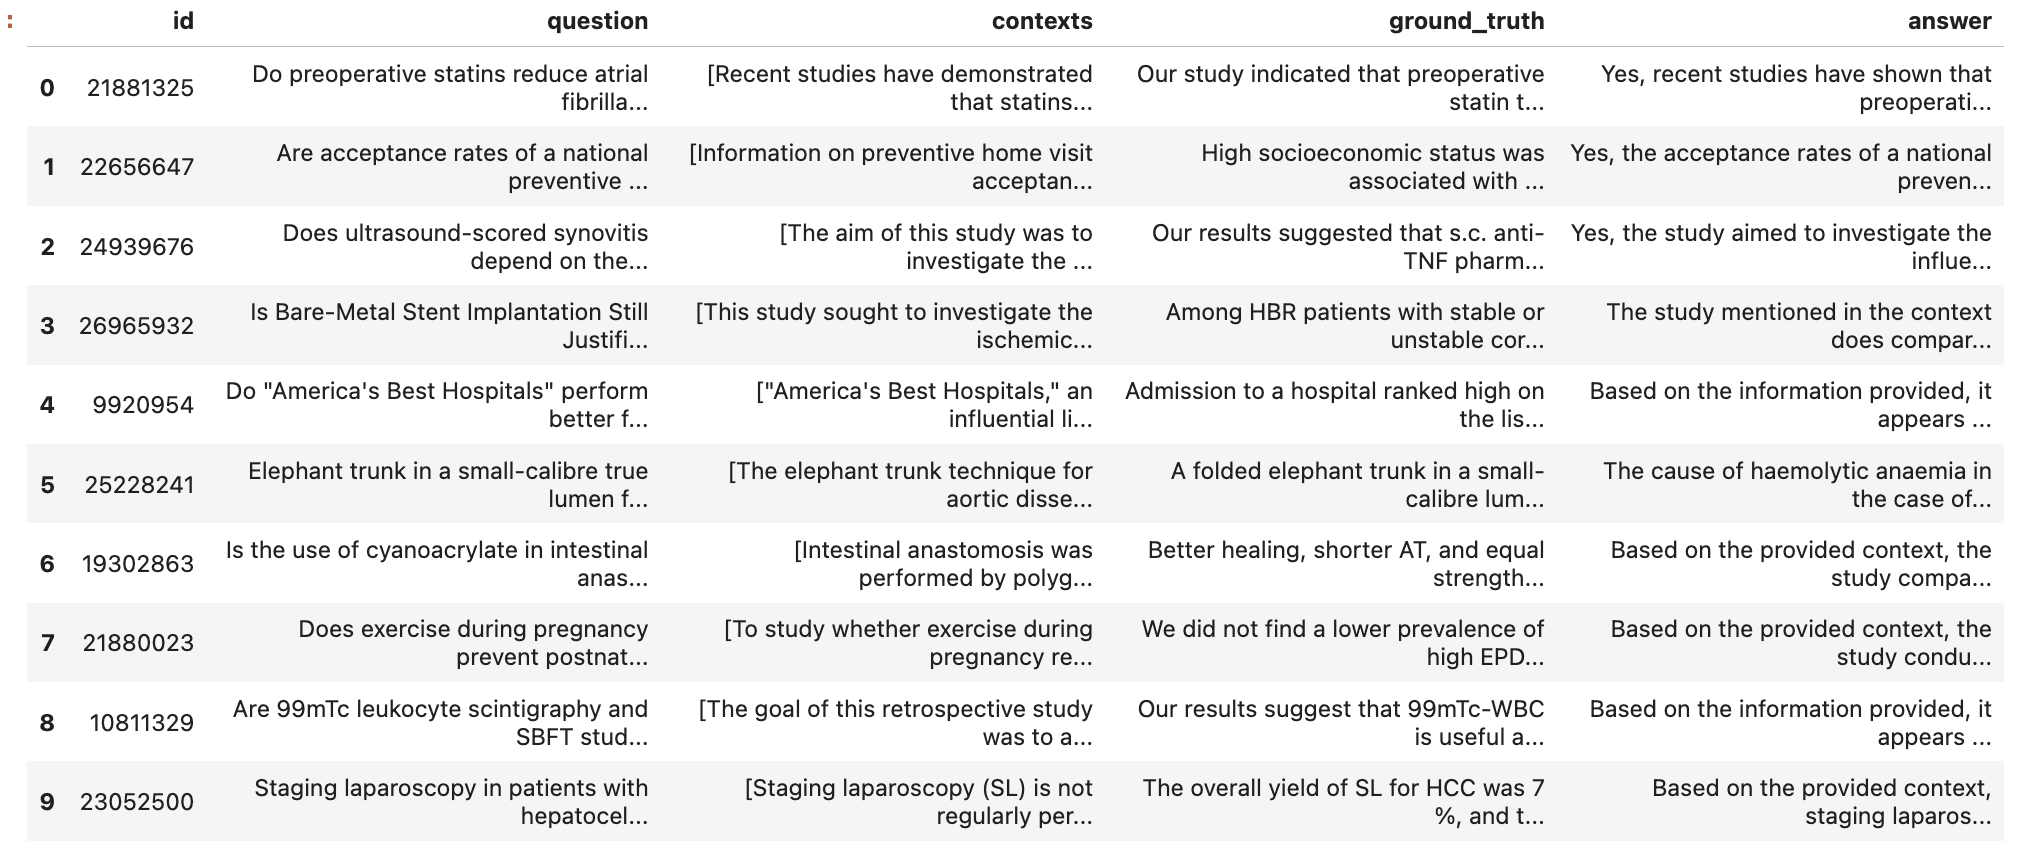 : id question contexts ground_truth answer
0 21881325 Do preoperative statins reduce atrial [Recent studies have demonstrated Our study indicated that preoperative Yes, recent studies have shown that
fibrilla... that statins... statin t... preoperati...
1 22656647 Are acceptance rates of a national [Information on preventive home visit High socioeconomic status was Yes, the acceptance rates of a national
preventive ... acceptan... associated with ... preven...
2 24939676 Does ultrasound-scored synovitis [The aim of this study was to Our results suggested that s.c. anti- Yes, the study aimed to investigate the
depend on the... investigate the ... TNF pharm... influe...
3 26965932 Is Bare-Metal Stent Implantation Still [This study sought to investigate the Among HBR patients with stable or The study mentioned in the context
Justifi... ischemic... unstable cor... does compar...
4 9920954 Do "America's Best Hospitals" perform ["America's Best Hospitals," an Admission to a hospital ranked high on Based on the information provided, it
better f... influential li... the lis... appears ...
5 25228241 Elephant trunk in a small-calibre true [The elephant trunk technique for A folded elephant trunk in a small- The cause of haemolytic anaemia in
lumen f... aortic disse... calibre lum... the case of...
6 19302863 Is the use of cyanoacrylate in intestinal [Intestinal anastomosis was Better healing, shorter AT, and equal Based on the provided context, the
anas... performed by polyg... strength... study compa...
7 21880023 Does exercise during pregnancy [To study whether exercise during We did not find a lower prevalence of Based on the provided context, the
prevent postnat... pregnancy re... high EPD... study condu...
8 10811329 Are 99mTc leukocyte scintigraphy and [The goal of this retrospective study Our results suggest that 99mTc-WBC Based on the information provided, it
SBFT stud... was to a... is useful a... appears ...
9 23052500 Staging laparoscopy in patients with [Staging laparoscopy (SL) is not The overall yield of SL for HCC was 7 Based on the provided context,
hepatocel... regularly per... %, and t... staging laparos...